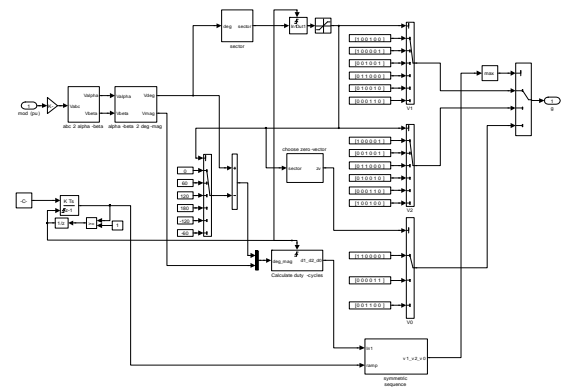 deg
sector
sector
In1
Out1
[1 0 0 1 0 0]
[1 0 0 0 0 1]
[0 0 1 0 0 1]
[0 1 1 0 0 0]
[0 1 0 0 1 0]
[0 0 0 1 1 0]
V1
max
1
g
1
mod (pu)
K-
Vabc
Valpha
Vbeta
abc 2 alpha -beta
Valpha
Vbeta
Vdeg
Vmag
alpha -beta 2 deg -mag
choose zero -sector
sector
zv
[1 0 0 0 0 1]
[0 0 1 0 0 1]
[0 1 1 0 0 0]
[0 1 0 0 1 0]
[0 0 0 1 1 0]
[1 0 0 1 0 0]
V2
0
60
120
180
-120
-60
+
-
-C-
K Ts
z-1
1/z
>=
1
deg_mag
d1_d2_d0
Calculate duty -cycles
[1 1 0 0 0 0]
[0 0 0 0 1 1]
[0 0 1 1 0 0]
V0
In1
ramp
v1_v2_v0
symmetric
sequence